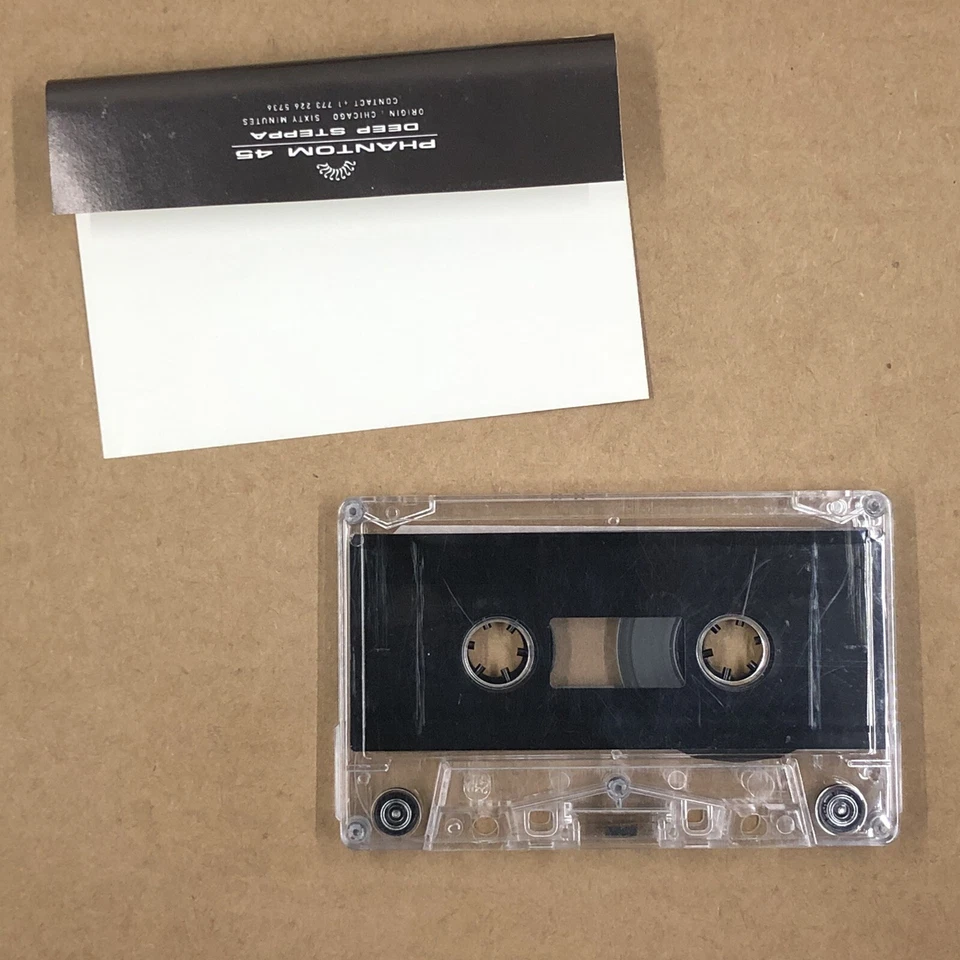 PHANTOM 45
DEEP STEPPA
ORIGIN . CHICAGO SIXTY MINUTES
CONTACT +1 773 226 5736